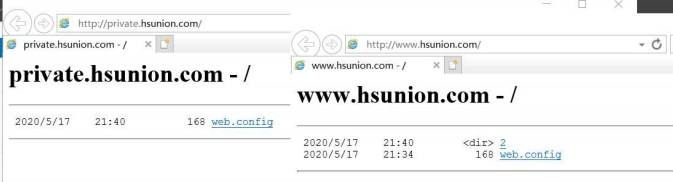 http://private.hsunion.com/
private.hsunion.com - /
private.hsunion.com - /
2020/5/17 21:40 168 web.config
http://www.hsunion.com/
www.hsunion.com - /
www.hsunion.com - /
2020/5/17 21:40 <dir> 2
2020/5/17 21:34 168 web.config